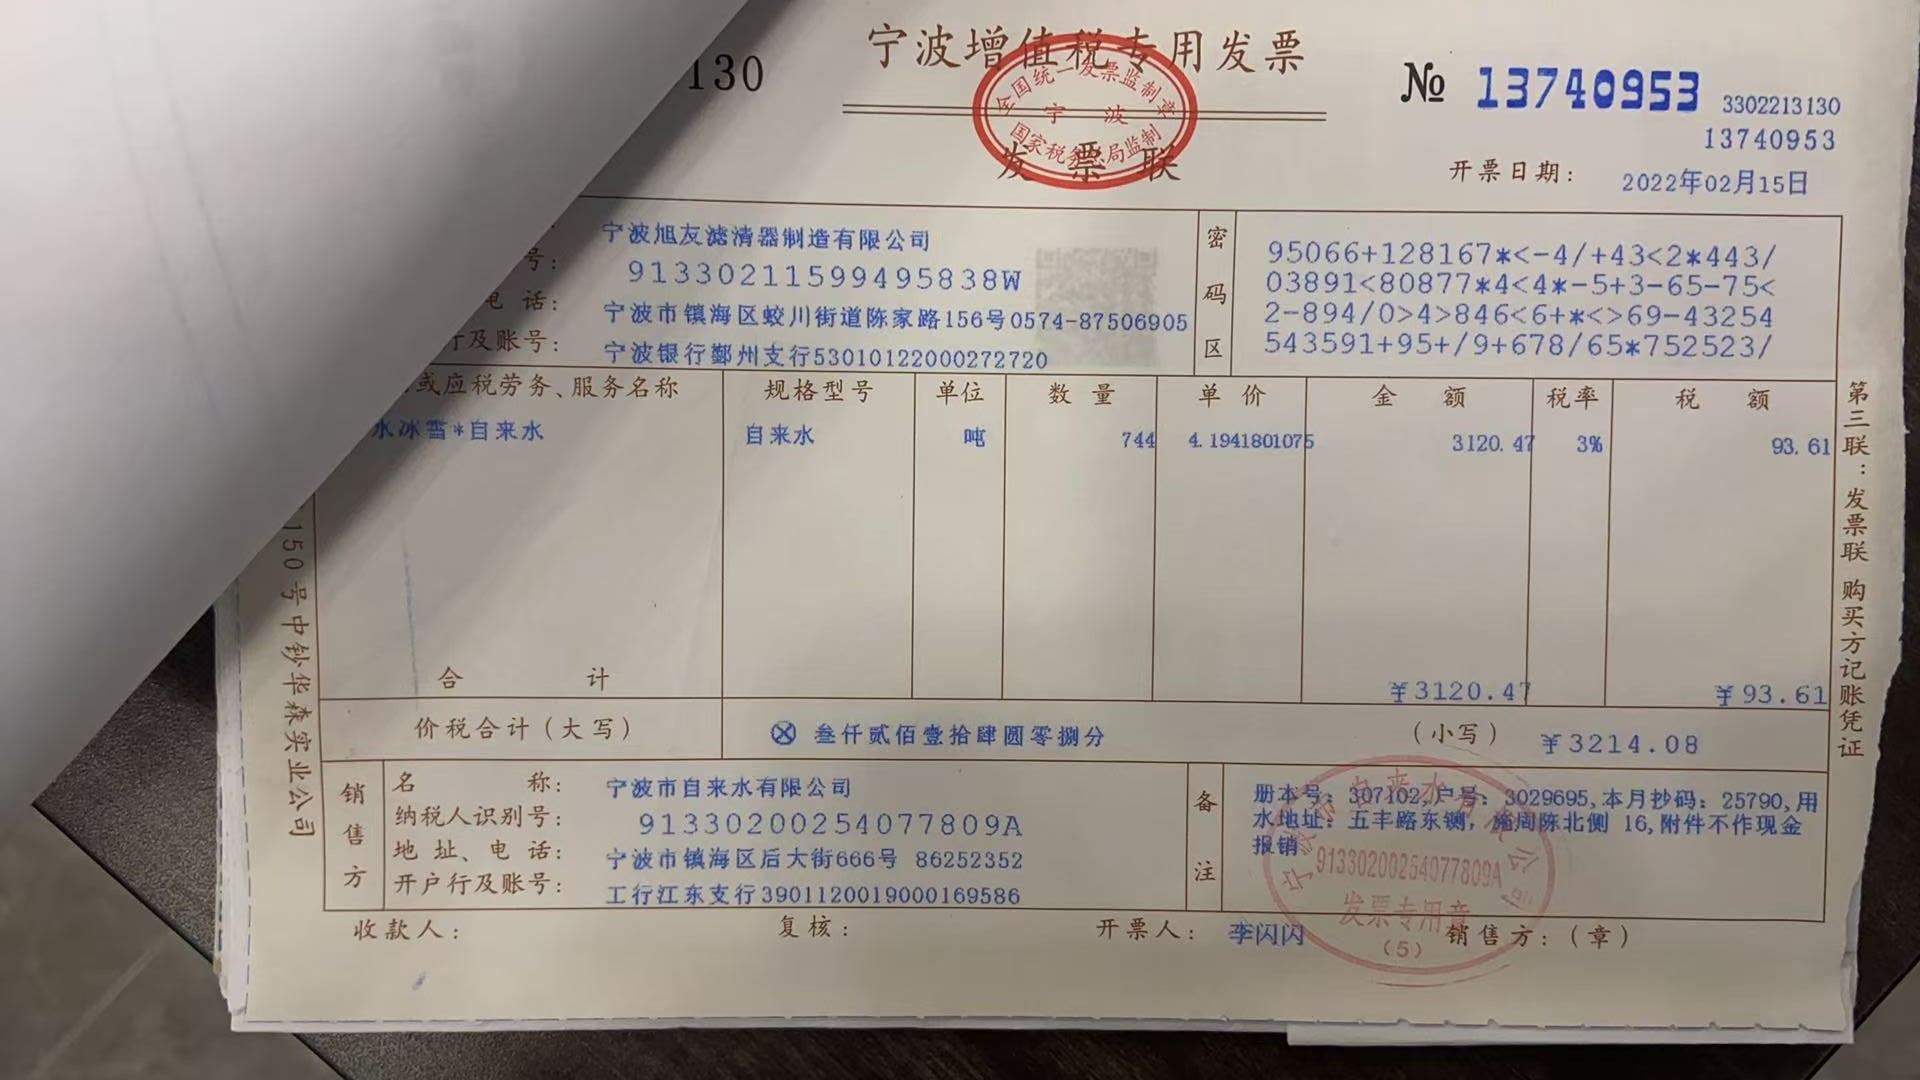 宁波增值税专用发票
130
№ 13740953
3302213130
13740953
全国统一发票监制章
宁 波
国家税务总局监制
发票联
开票日期: 2022年02月15日
宁波旭友滤清器制造有限公司
号: 91330211599495838W
电 话: 宁波市镇海区蛟川街道陈家路156号0574-87506905
行及账号: 宁波银行鄞州支行53010122000272720
密码区
95066+128167*<-4/+43<2*443/
03891<80877*4<4*-5+3-65-75<
2-894/0>4>846<6+*<>69-43254
543591+95+/9+678/65*752523/
或应税劳务、服务名称 规格型号 单位 数量 单价 金额 税率 税额
水冰雪*自来水 自来水 吨 744 4.1941801075 3120.47 3% 93.61
合计 ¥3120.47 ¥93.61
价税合计(大写) ⊗ 叁仟贰佰壹拾肆圆零捌分 (小写) ¥3214.08
销售方
名称: 宁波市自来水有限公司
纳税人识别号: 91330200254077809A
地址、电话: 宁波市镇海区后大街666号 86252352
开户行及账号: 工行江东支行3901120019000169586
备注
册本号: 307102,户号: 3029695,本月抄码: 25790,用
水地址: 五丰路东侧, 施周陈北侧 16,附件不作现金
报销
91330200254077809A
发票专用章
(5)
收款人: 复核: 开票人: 李闪闪 销售方:(章)
第三联:发票联 购买方记账凭证
150号中钞华森实业公司